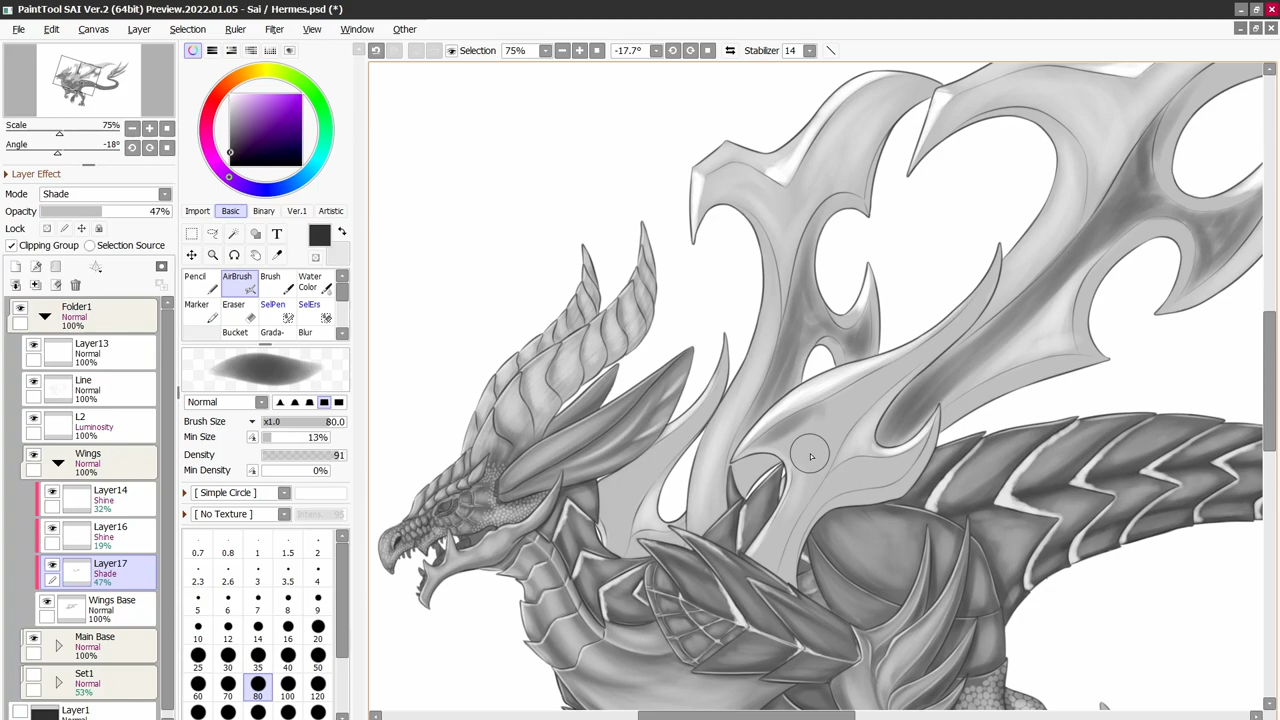 PaintTool SAI Ver.2 (64bit) Preview.2022.01.05 - Sai / Hermes.psd (*)
File Edit Canvas Layer Selection Ruler Filter View Window Other
Selection 75% -17.7° Stabilizer 14
Scale 75%
Angle -18°
Layer Effect
Mode Shade
Opacity 47%
Lock
Clipping Group Selection Source
Folder1
Normal
100%
Layer13
Normal
100%
Line
Normal
100%
L2
Luminosity
100%
Wings
Normal
100%
Layer14
Shine
32%
Layer16
Shine
19%
Layer17
Shade
47%
Wings Base
Normal
100%
Main Base
Normal
100%
Set1
Normal
53%
Layer1
Normal
Import Basic Binary Ver.1 Artistic
T
Pencil AirBrush Brush Water Color
Marker Eraser SelPen SelErs
Bucket Grada- Blur
Normal
Brush Size x1.0 80.0
Min Size 13%
Density 91
Min Density 0%
[ Simple Circle ]
[ No Texture ] Intens. 95
0.7 0.8 1 1.5 2
2.3 2.6 3 3.5 4
5 6 7 8 9
10 12 14 16 20
25 30 35 40 50
60 70 80 100 120